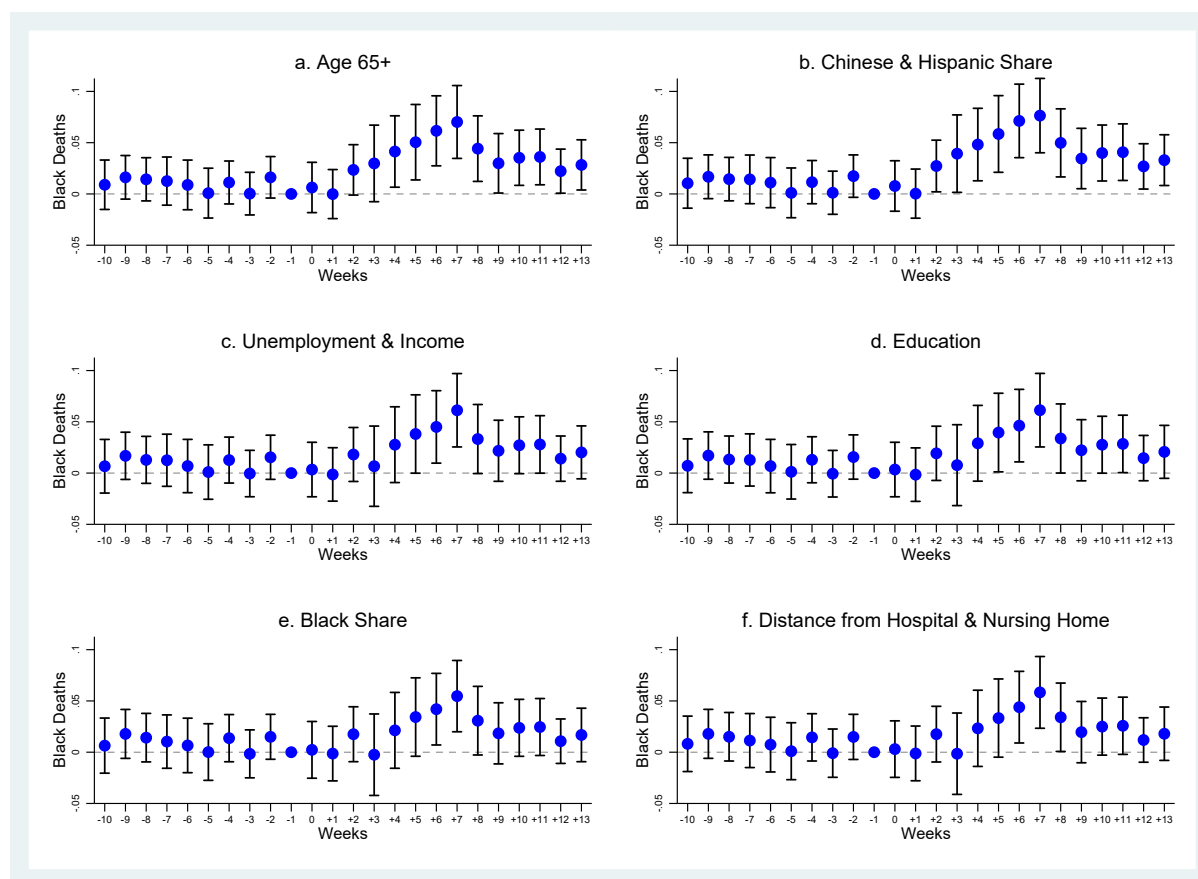 a. Age 65+
Black Deaths
.1
.05
0
-.05
-10 -9 -8 -7 -6 -5 -4 -3 -2 -1 0 +1 +2 +3 +4 +5 +6 +7 +8 +9 +10 +11 +12 +13
Weeks
b. Chinese & Hispanic Share
Black Deaths
.1
.05
0
-.05
-10 -9 -8 -7 -6 -5 -4 -3 -2 -1 0 +1 +2 +3 +4 +5 +6 +7 +8 +9 +10 +11 +12 +13
Weeks
c. Unemployment & Income
Black Deaths
.1
.05
0
-.05
-10 -9 -8 -7 -6 -5 -4 -3 -2 -1 0 +1 +2 +3 +4 +5 +6 +7 +8 +9 +10 +11 +12 +13
Weeks
d. Education
Black Deaths
.1
.05
0
-.05
-10 -9 -8 -7 -6 -5 -4 -3 -2 -1 0 +1 +2 +3 +4 +5 +6 +7 +8 +9 +10 +11 +12 +13
Weeks
e. Black Share
Black Deaths
.1
.05
0
-.05
-10 -9 -8 -7 -6 -5 -4 -3 -2 -1 0 +1 +2 +3 +4 +5 +6 +7 +8 +9 +10 +11 +12 +13
Weeks
f. Distance from Hospital & Nursing Home
Black Deaths
.1
.05
0
-.05
-10 -9 -8 -7 -6 -5 -4 -3 -2 -1 0 +1 +2 +3 +4 +5 +6 +7 +8 +9 +10 +11 +12 +13
Weeks